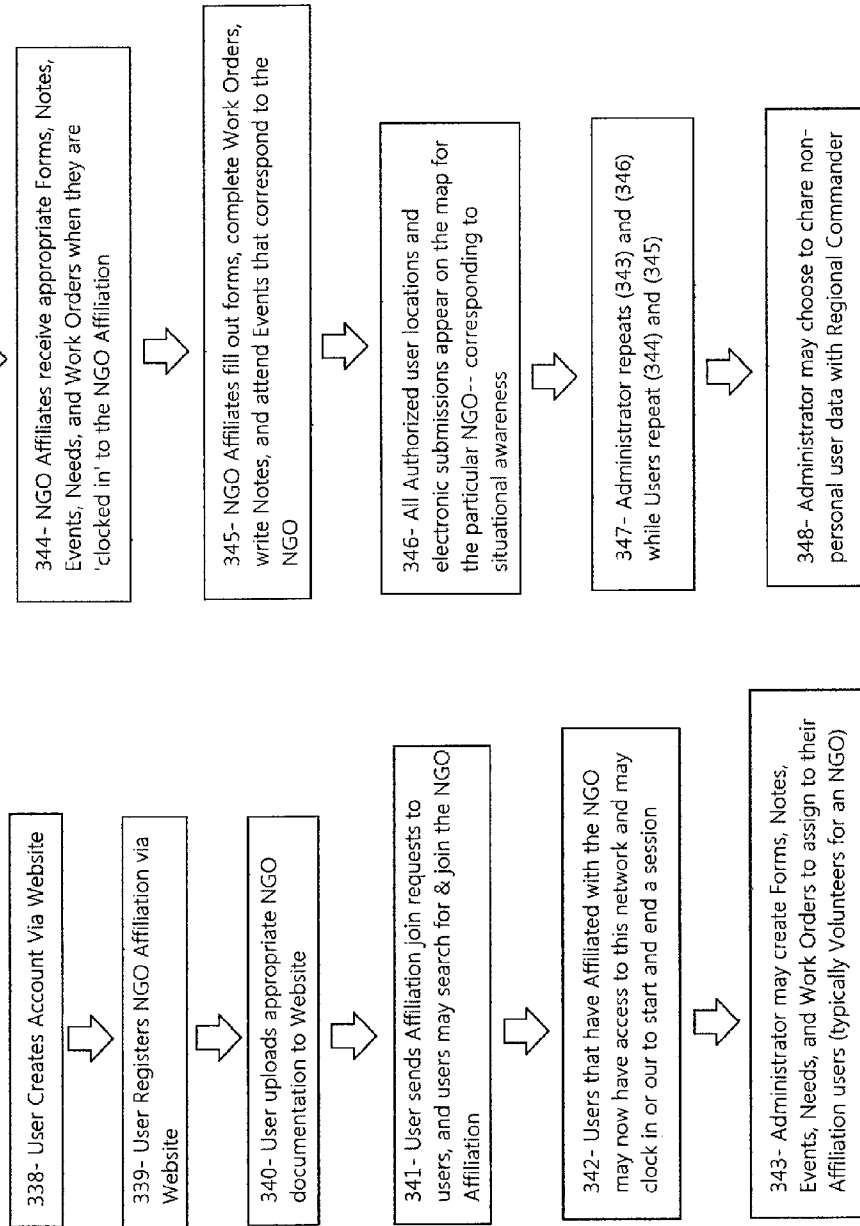 338- User Creates Account Via Website
339- User Registers NGO Affiliation via
Website
340- User uploads appropriate NGO
documentation to Website
341- User sends Affiliation join requests to
users, and users may search for & join the NGO
Affiliation
342- Users that have Affiliated with the NGO
may now have access to this network and may
clock in or our to start and end a session
343- Administrator may create Forms, Notes,
Events, Needs, and Work Orders to assign to their
Affiliation users (typically Volunteers for an NGO)
344- NGO Affiliates receive appropriate Forms, Notes,
Events, Needs, and Work Orders when they are
'clocked in' to the NGO Affiliation
345- NGO Affiliates fill out forms, complete Work Orders,
write Notes, and attend Events that correspond to the
NGO
346- All Authorized user locations and
electronic submissions appear on the map for
the particular NGO-- corresponding to
situational awareness
347- Administrator repeats (343) and (346)
while Users repeat (344) and (345)
348- Administrator may choose to chare non-
personal user data with Regional Commander